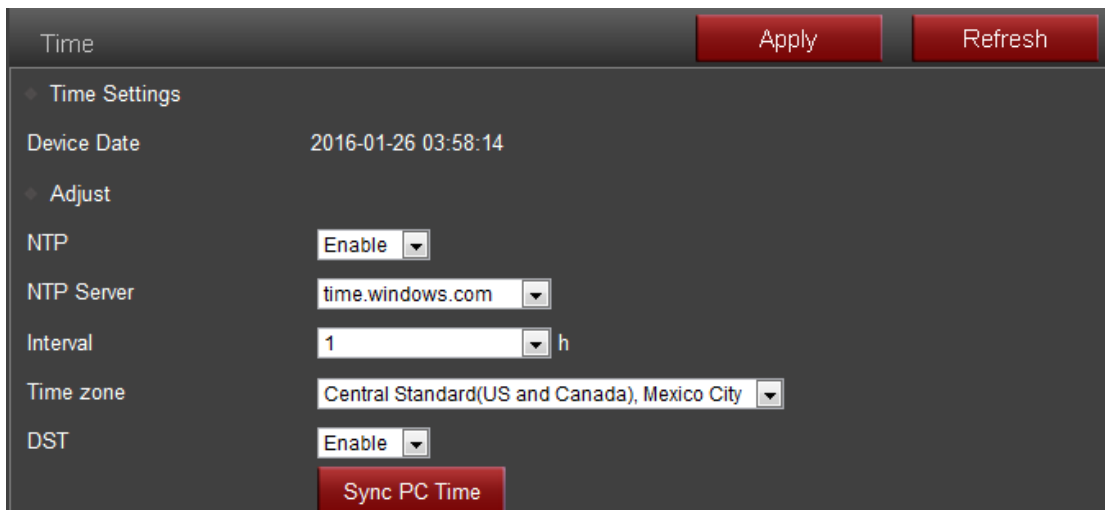 Time Apply Refresh
Time Settings
Device Date 2016-01-26 03:58:14
Adjust
NTP Enable
NTP Server time.windows.com
Interval 1 h
Time zone Central Standard(US and Canada), Mexico City
DST Enable
Sync PC Time